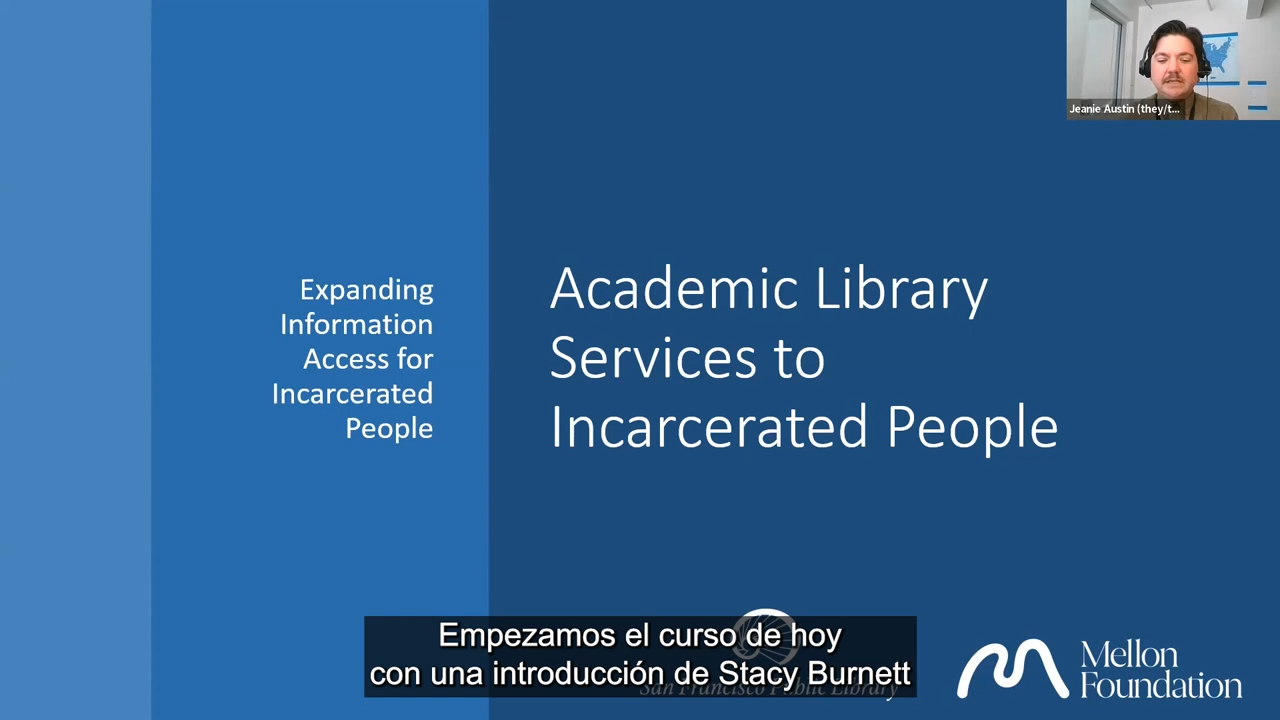 Jeanie Austin (they/t...
Expanding
Information
Access for
Incarcerated
People
Academic Library
Services to
Incarcerated People
Empezamos el curso de hoy
con una introducción de Stacy Burnett
San Francisco Public Library
Mellon
Foundation